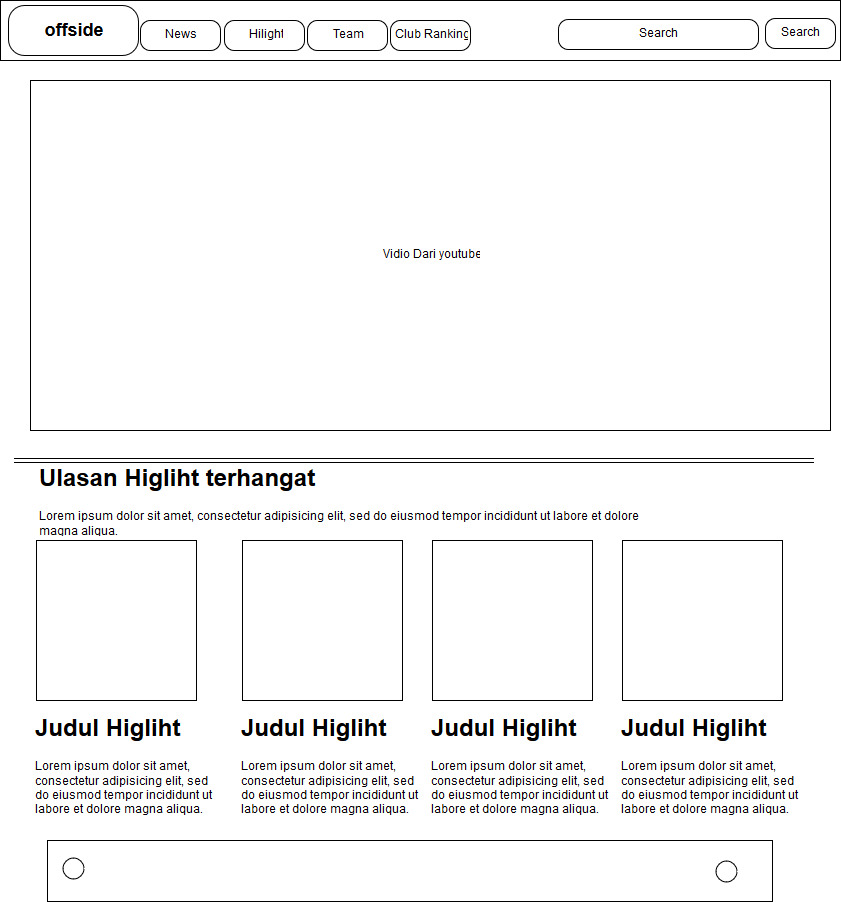 offside
News
Hilight
Team
Club Ranking
Search
Search
Vidio Dari youtube
Ulasan Higliht terhangat
Lorem ipsum dolor sit amet, consectetur adipisicing elit, sed do eiusmod tempor incididunt ut labore et dolore
magna aliqua.
Judul Higliht
Lorem ipsum dolor sit amet,
consectetur adipisicing elit, sed
do eiusmod tempor incididunt ut
labore et dolore magna aliqua.
Judul Higliht
Lorem ipsum dolor sit amet,
consectetur adipisicing elit, sed
do eiusmod tempor incididunt ut
labore et dolore magna aliqua.
Judul Higliht
Lorem ipsum dolor sit amet,
consectetur adipisicing elit, sed
do eiusmod tempor incididunt ut
labore et dolore magna aliqua.
Judul Higliht
Lorem ipsum dolor sit amet,
consectetur adipisicing elit, sed
do eiusmod tempor incididunt ut
labore et dolore magna aliqua.